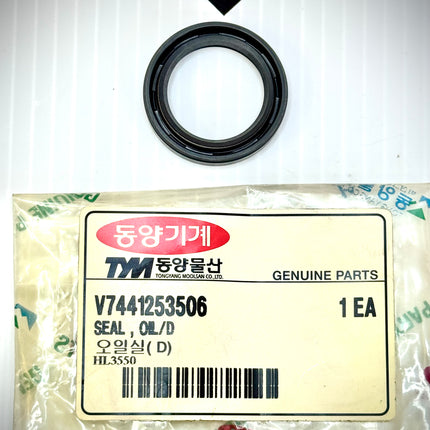 동양기계
TYM 동양물산
TONGYANG MOOLSAN CO., LTD.
GENUINE PARTS
V7441253506 1 EA
SEAL , OIL/D
오일실( D)
HL3550